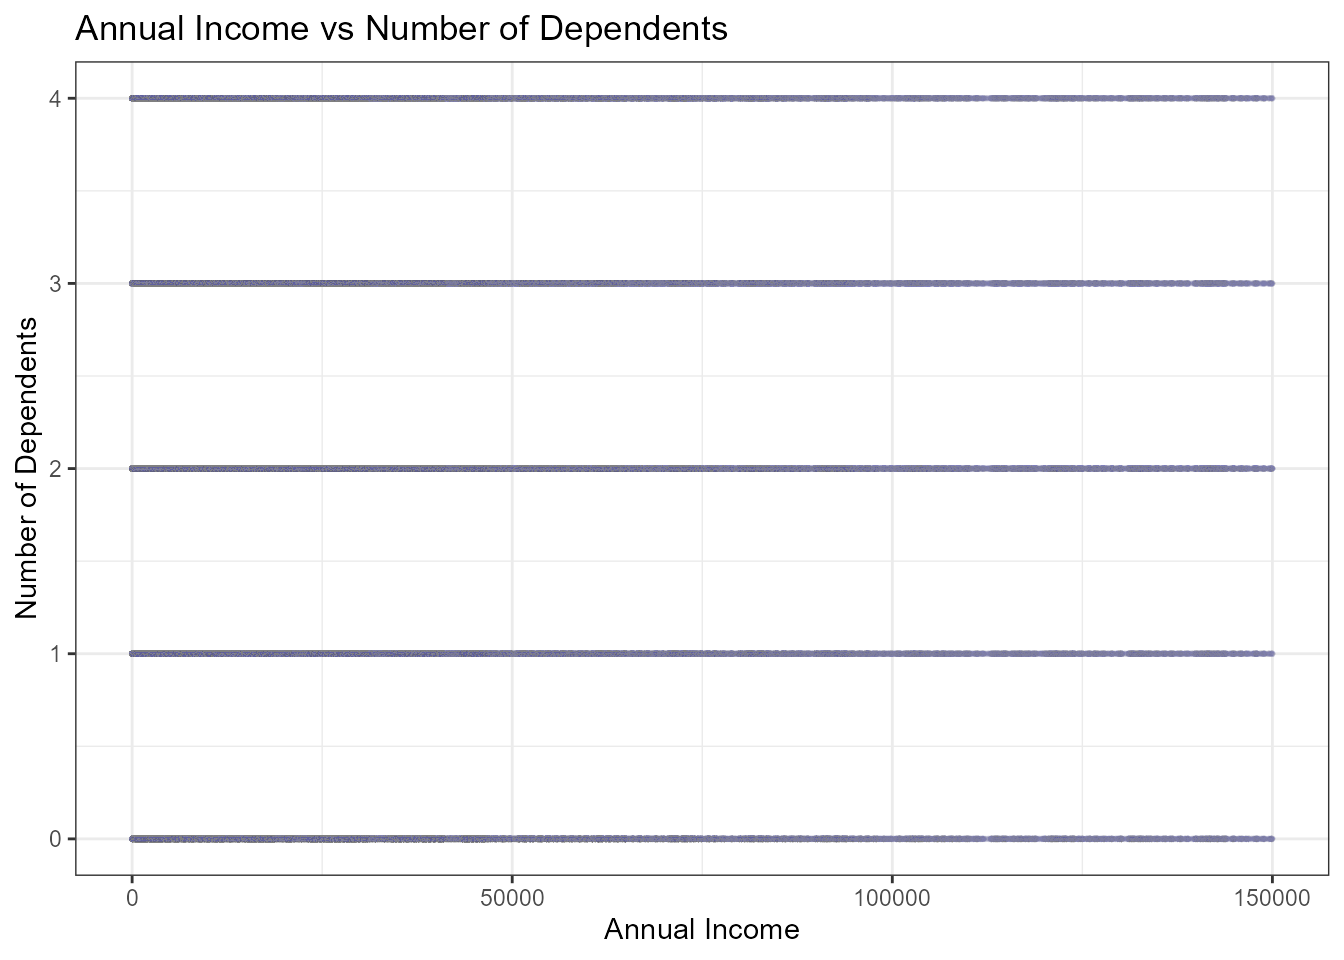 Annual Income vs Number of Dependents
4
3
2
1
0
Number of Dependents
0 50000 100000 150000
Annual Income